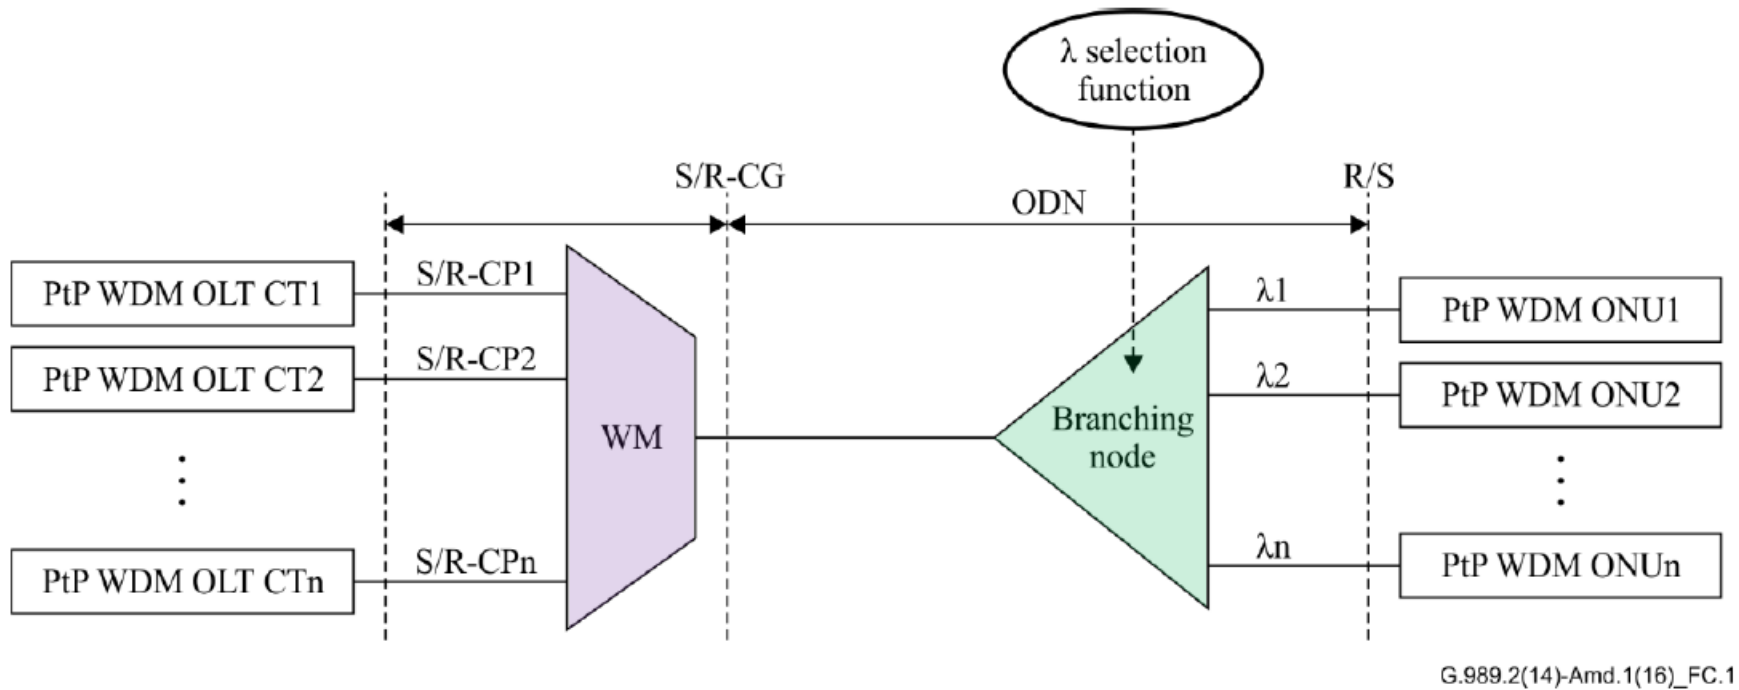 λ selection
function
S/R-CG
R/S
ODN
PtP WDM OLT CT1
S/R-CP1
λ1
PtP WDM ONU1
PtP WDM OLT CT2
S/R-CP2
λ2
PtP WDM ONU2
WM
Branching
node
PtP WDM OLT CTn
S/R-CPn
λn
PtP WDM ONUn
G.989.2(14)-Amd.1(16)_FC.1